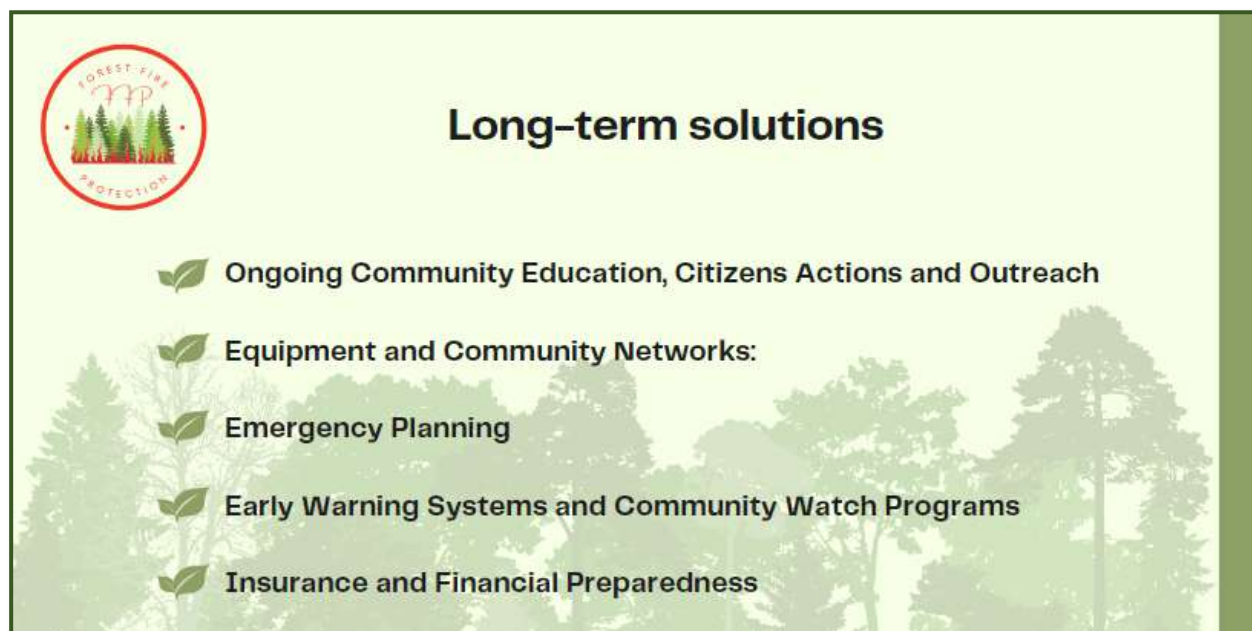 FOREST FIRE
FFP
PROTECTION
Long-term solutions
Ongoing Community Education, Citizens Actions and Outreach
Equipment and Community Networks:
Emergency Planning
Early Warning Systems and Community Watch Programs
Insurance and Financial Preparedness